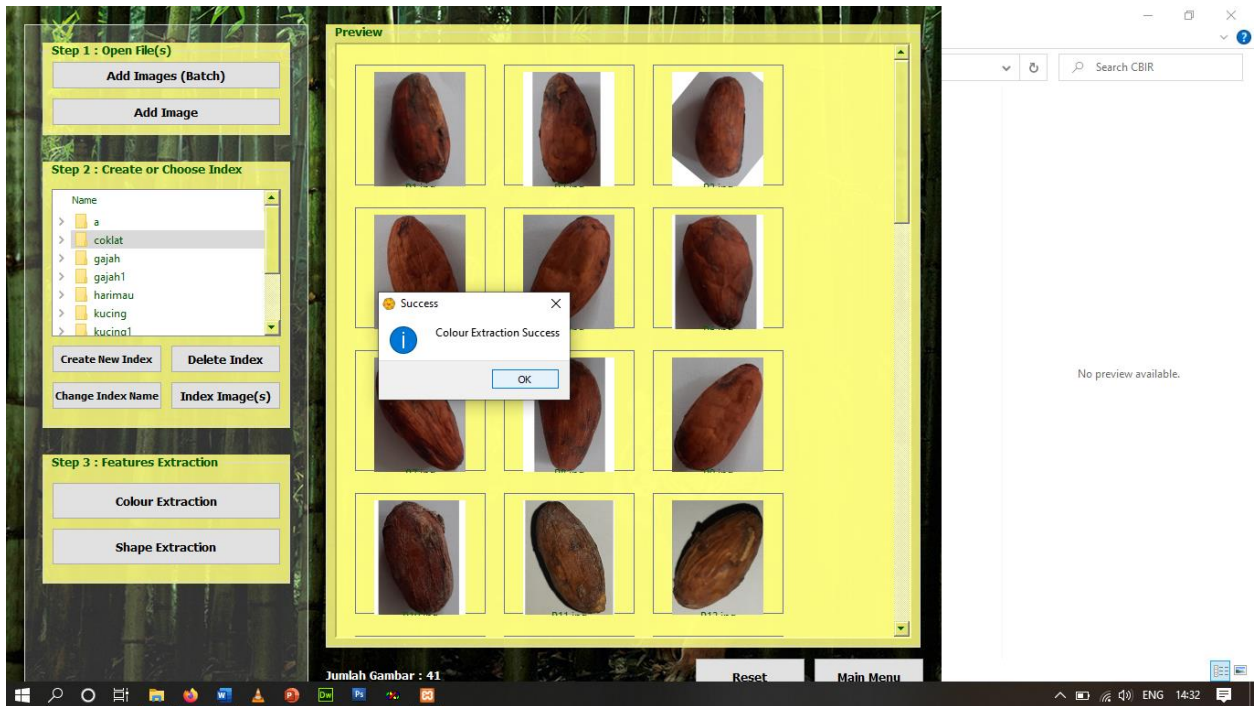 Step 1 : Open File(s)
Add Images (Batch)
Add Image
Step 2 : Create or Choose Index
Name
a
coklat
gajah
gajah1
harimau
kucing
kucing1
Create New Index
Delete Index
Change Index Name
Index Image(s)
Step 3 : Features Extraction
Colour Extraction
Shape Extraction
Preview
Success
Colour Extraction Success
OK
Jumlah Gambar : 41
Reset
Main Menu
Search CBIR
No preview available.
ENG
14:32